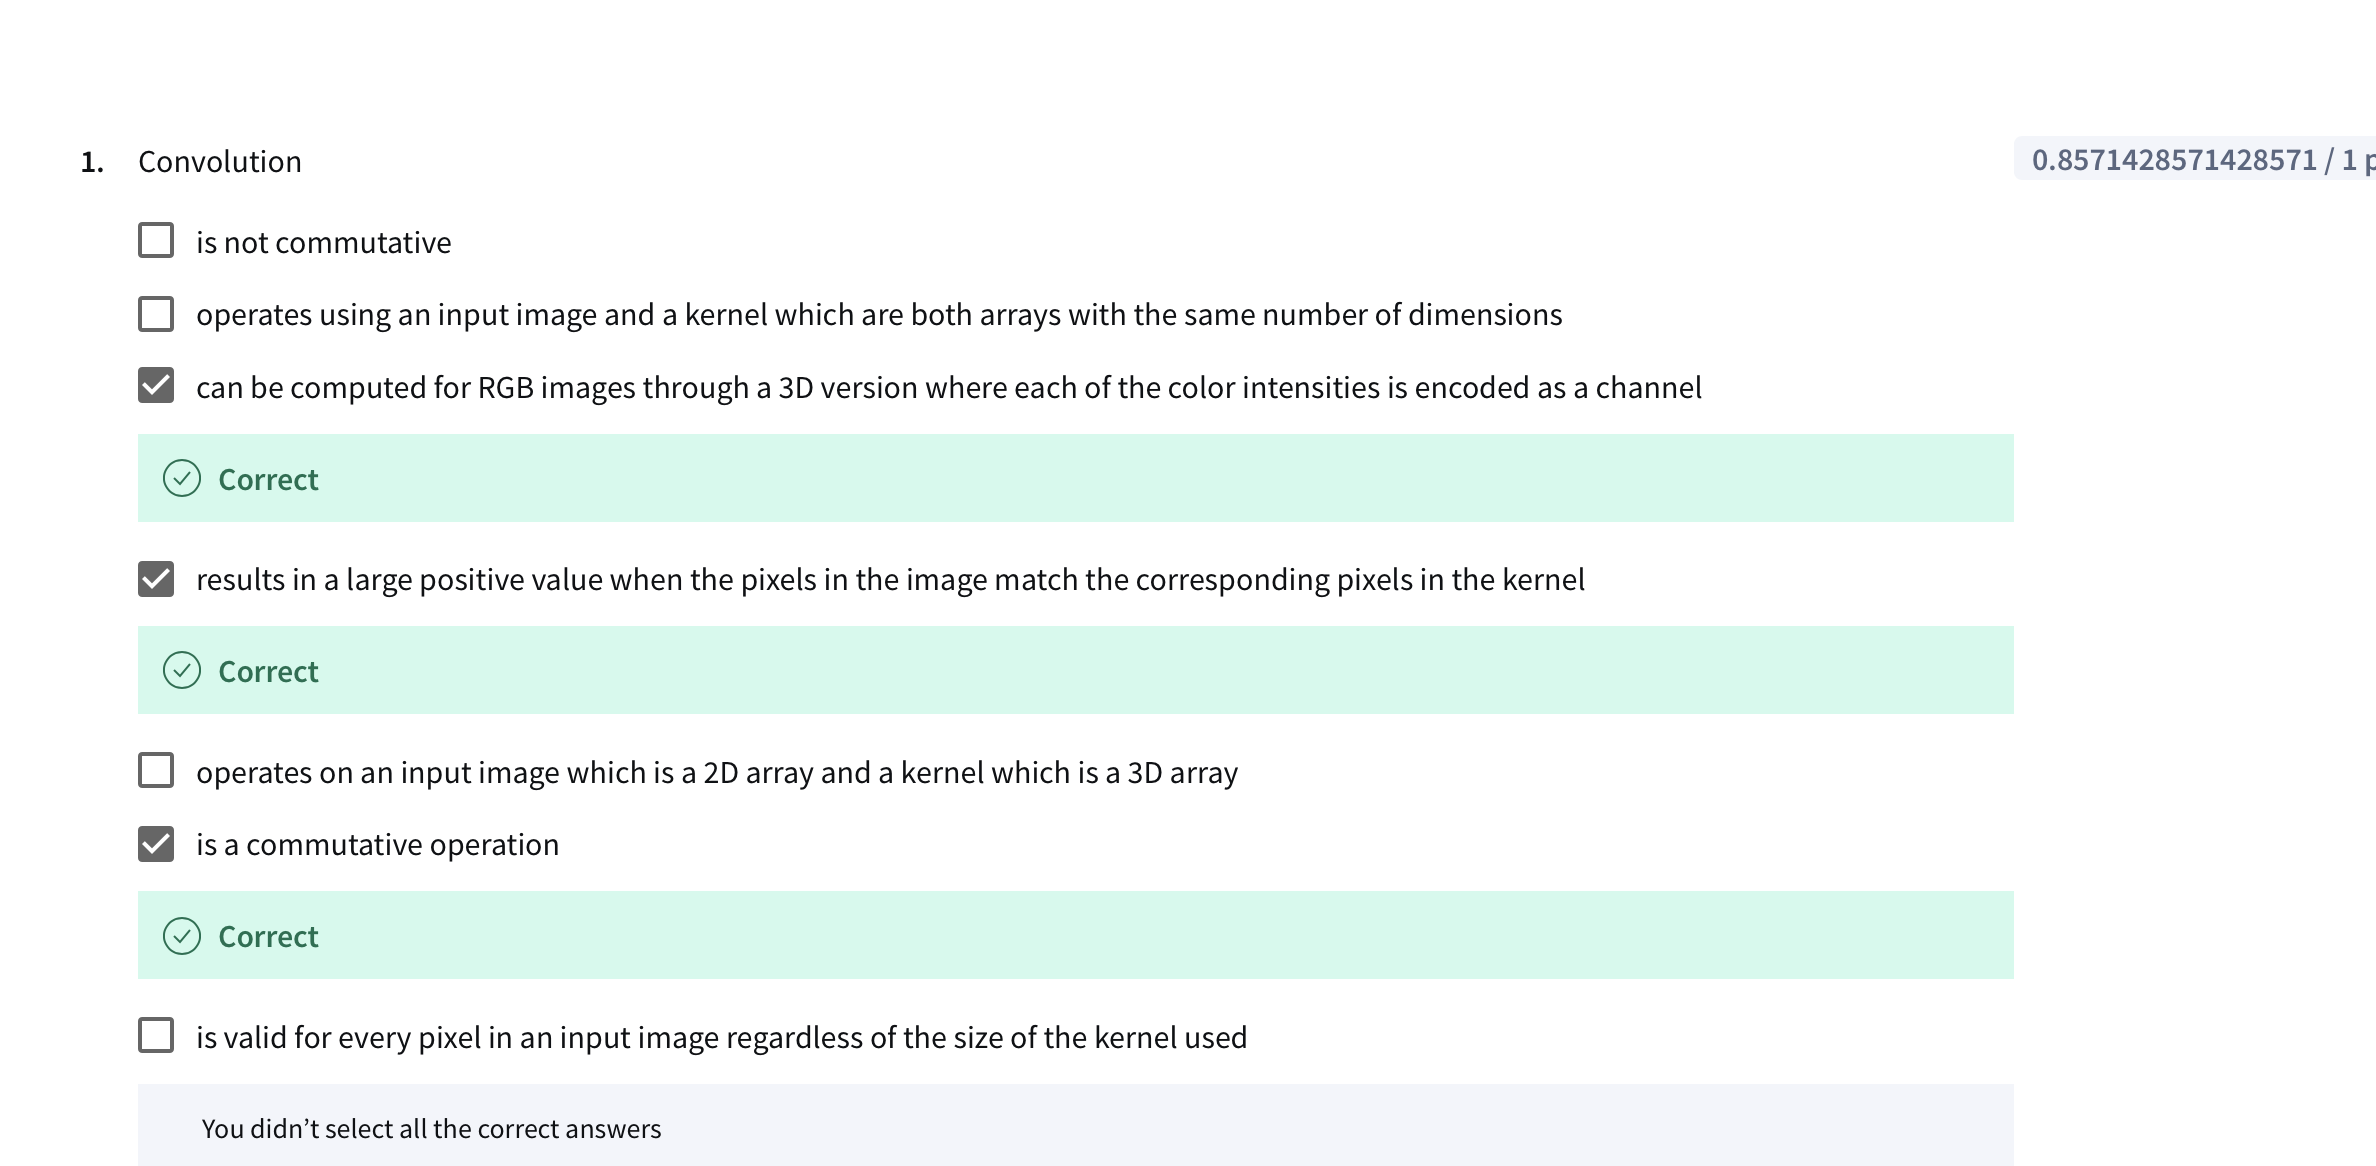 1. Convolution
0.8571428571428571 / 1 p
is not commutative
operates using an input image and a kernel which are both arrays with the same number of dimensions
can be computed for RGB images through a 3D version where each of the color intensities is encoded as a channel
Correct
results in a large positive value when the pixels in the image match the corresponding pixels in the kernel
Correct
operates on an input image which is a 2D array and a kernel which is a 3D array
is a commutative operation
Correct
is valid for every pixel in an input image regardless of the size of the kernel used
You didn’t select all the correct answers